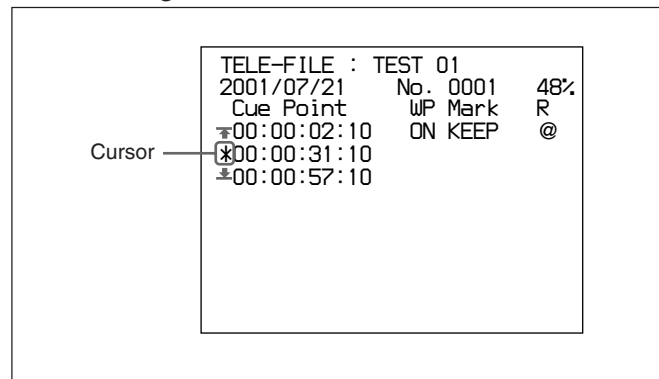 TELE-FILE : TEST 01
2001/07/21 No. 0001 48%
Cue Point WP Mark R
00:00:02:10 ON KEEP @
Cursor *00:00:31:10
00:00:57:10